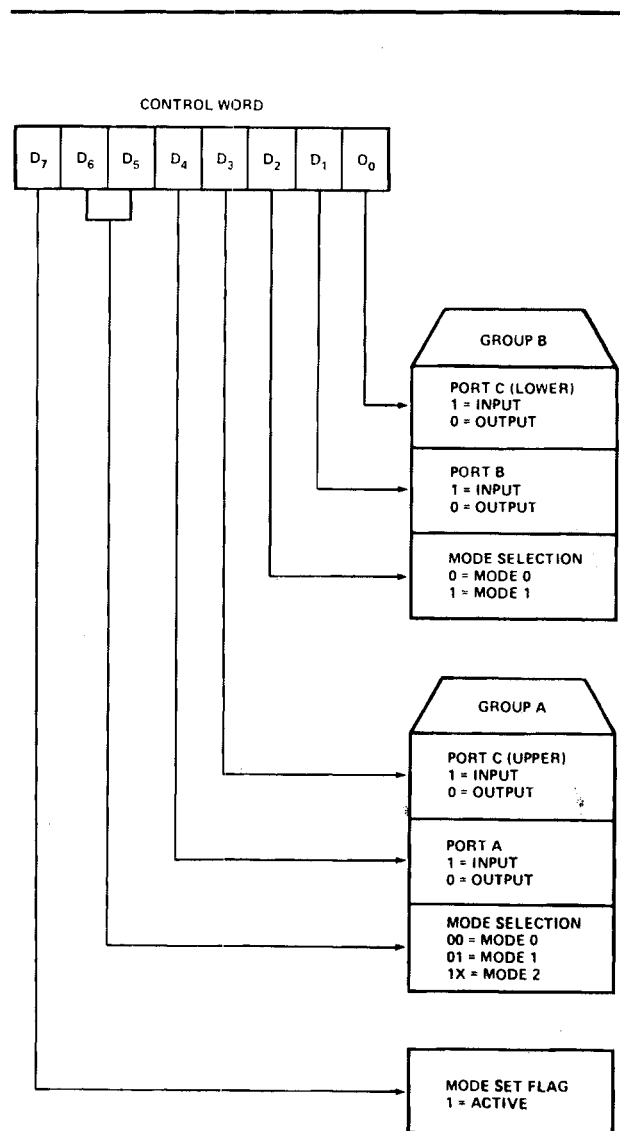 CONTROL WORD
D7 D6 D5 D4 D3 D2 D1 O0
GROUP B
PORT C (LOWER)
1 = INPUT
0 = OUTPUT
PORT B
1 = INPUT
0 = OUTPUT
MODE SELECTION
0 = MODE 0
1 = MODE 1
GROUP A
PORT C (UPPER)
1 = INPUT
0 = OUTPUT
PORT A
1 = INPUT
0 = OUTPUT
MODE SELECTION
00 = MODE 0
01 = MODE 1
1X = MODE 2
MODE SET FLAG
1 = ACTIVE